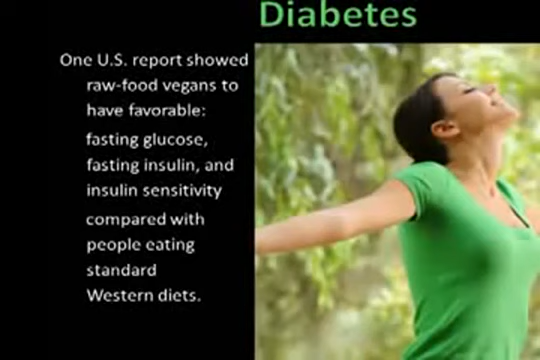 Diabetes
One U.S. report showed
raw-food vegans to
have favorable:
fasting glucose,
fasting insulin, and
insulin sensitivity
compared with
people eating
standard
Western diets.